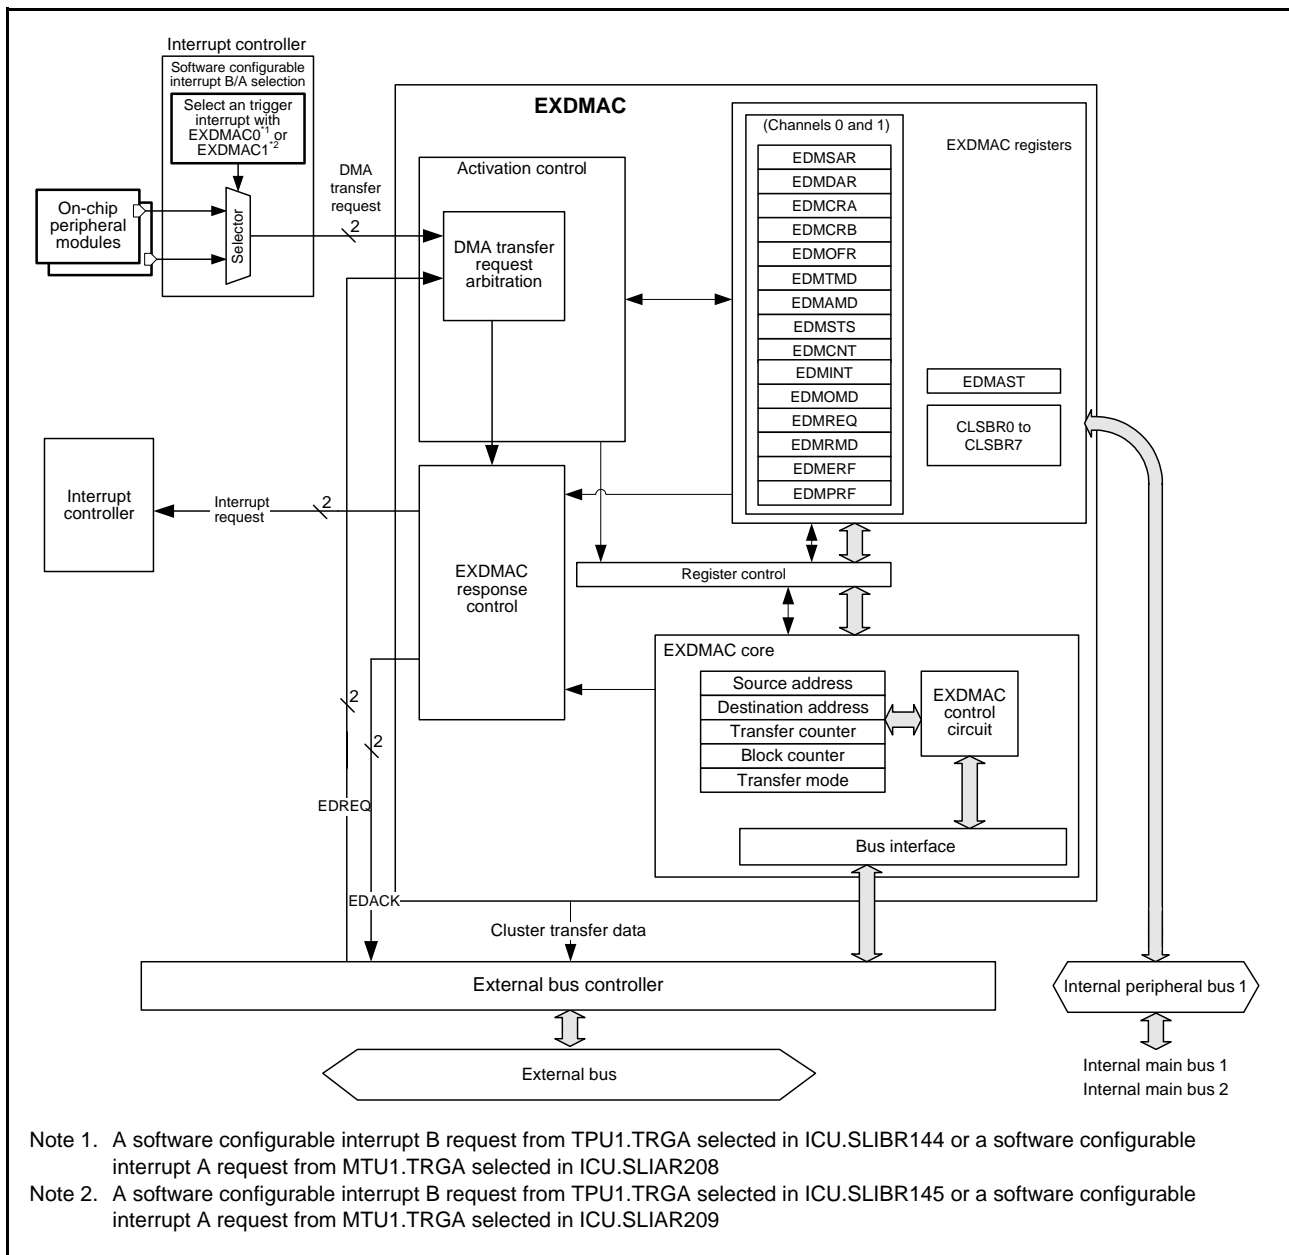 Interrupt controller
Software configurable
interrupt B/A selection
Select an trigger
interrupt with
EXDMAC0*1 or
EXDMAC1*2
On-chip
peripheral
modules
Selector
DMA
transfer
request
2
EXDMAC
Activation control
DMA transfer
request
arbitration
(Channels 0 and 1)
EDMSAR
EDMDAR
EDMCRA
EDMCRB
EDMOFR
EDMTMD
EDMAMD
EDMSTS
EDMCNT
EDMINT
EDMOMD
EDMREQ
EDMRMD
EDMERF
EDMPRF
EXDMAC registers
EDMAST
CLSBR0 to
CLSBR7
Interrupt
controller
Interrupt
request
2
EXDMAC
response
control
Register control
EXDMAC core
Source address
Destination address
Transfer counter
Block counter
Transfer mode
EXDMAC
control
circuit
Bus interface
2
2
EDREQ
EDACK
Cluster transfer data
External bus controller
Internal peripheral bus 1
External bus
Internal main bus 1
Internal main bus 2
Note 1. A software configurable interrupt B request from TPU1.TRGA selected in ICU.SLIBR144 or a software configurable
interrupt A request from MTU1.TRGA selected in ICU.SLIAR208
Note 2. A software configurable interrupt B request from TPU1.TRGA selected in ICU.SLIBR145 or a software configurable
interrupt A request from MTU1.TRGA selected in ICU.SLIAR209